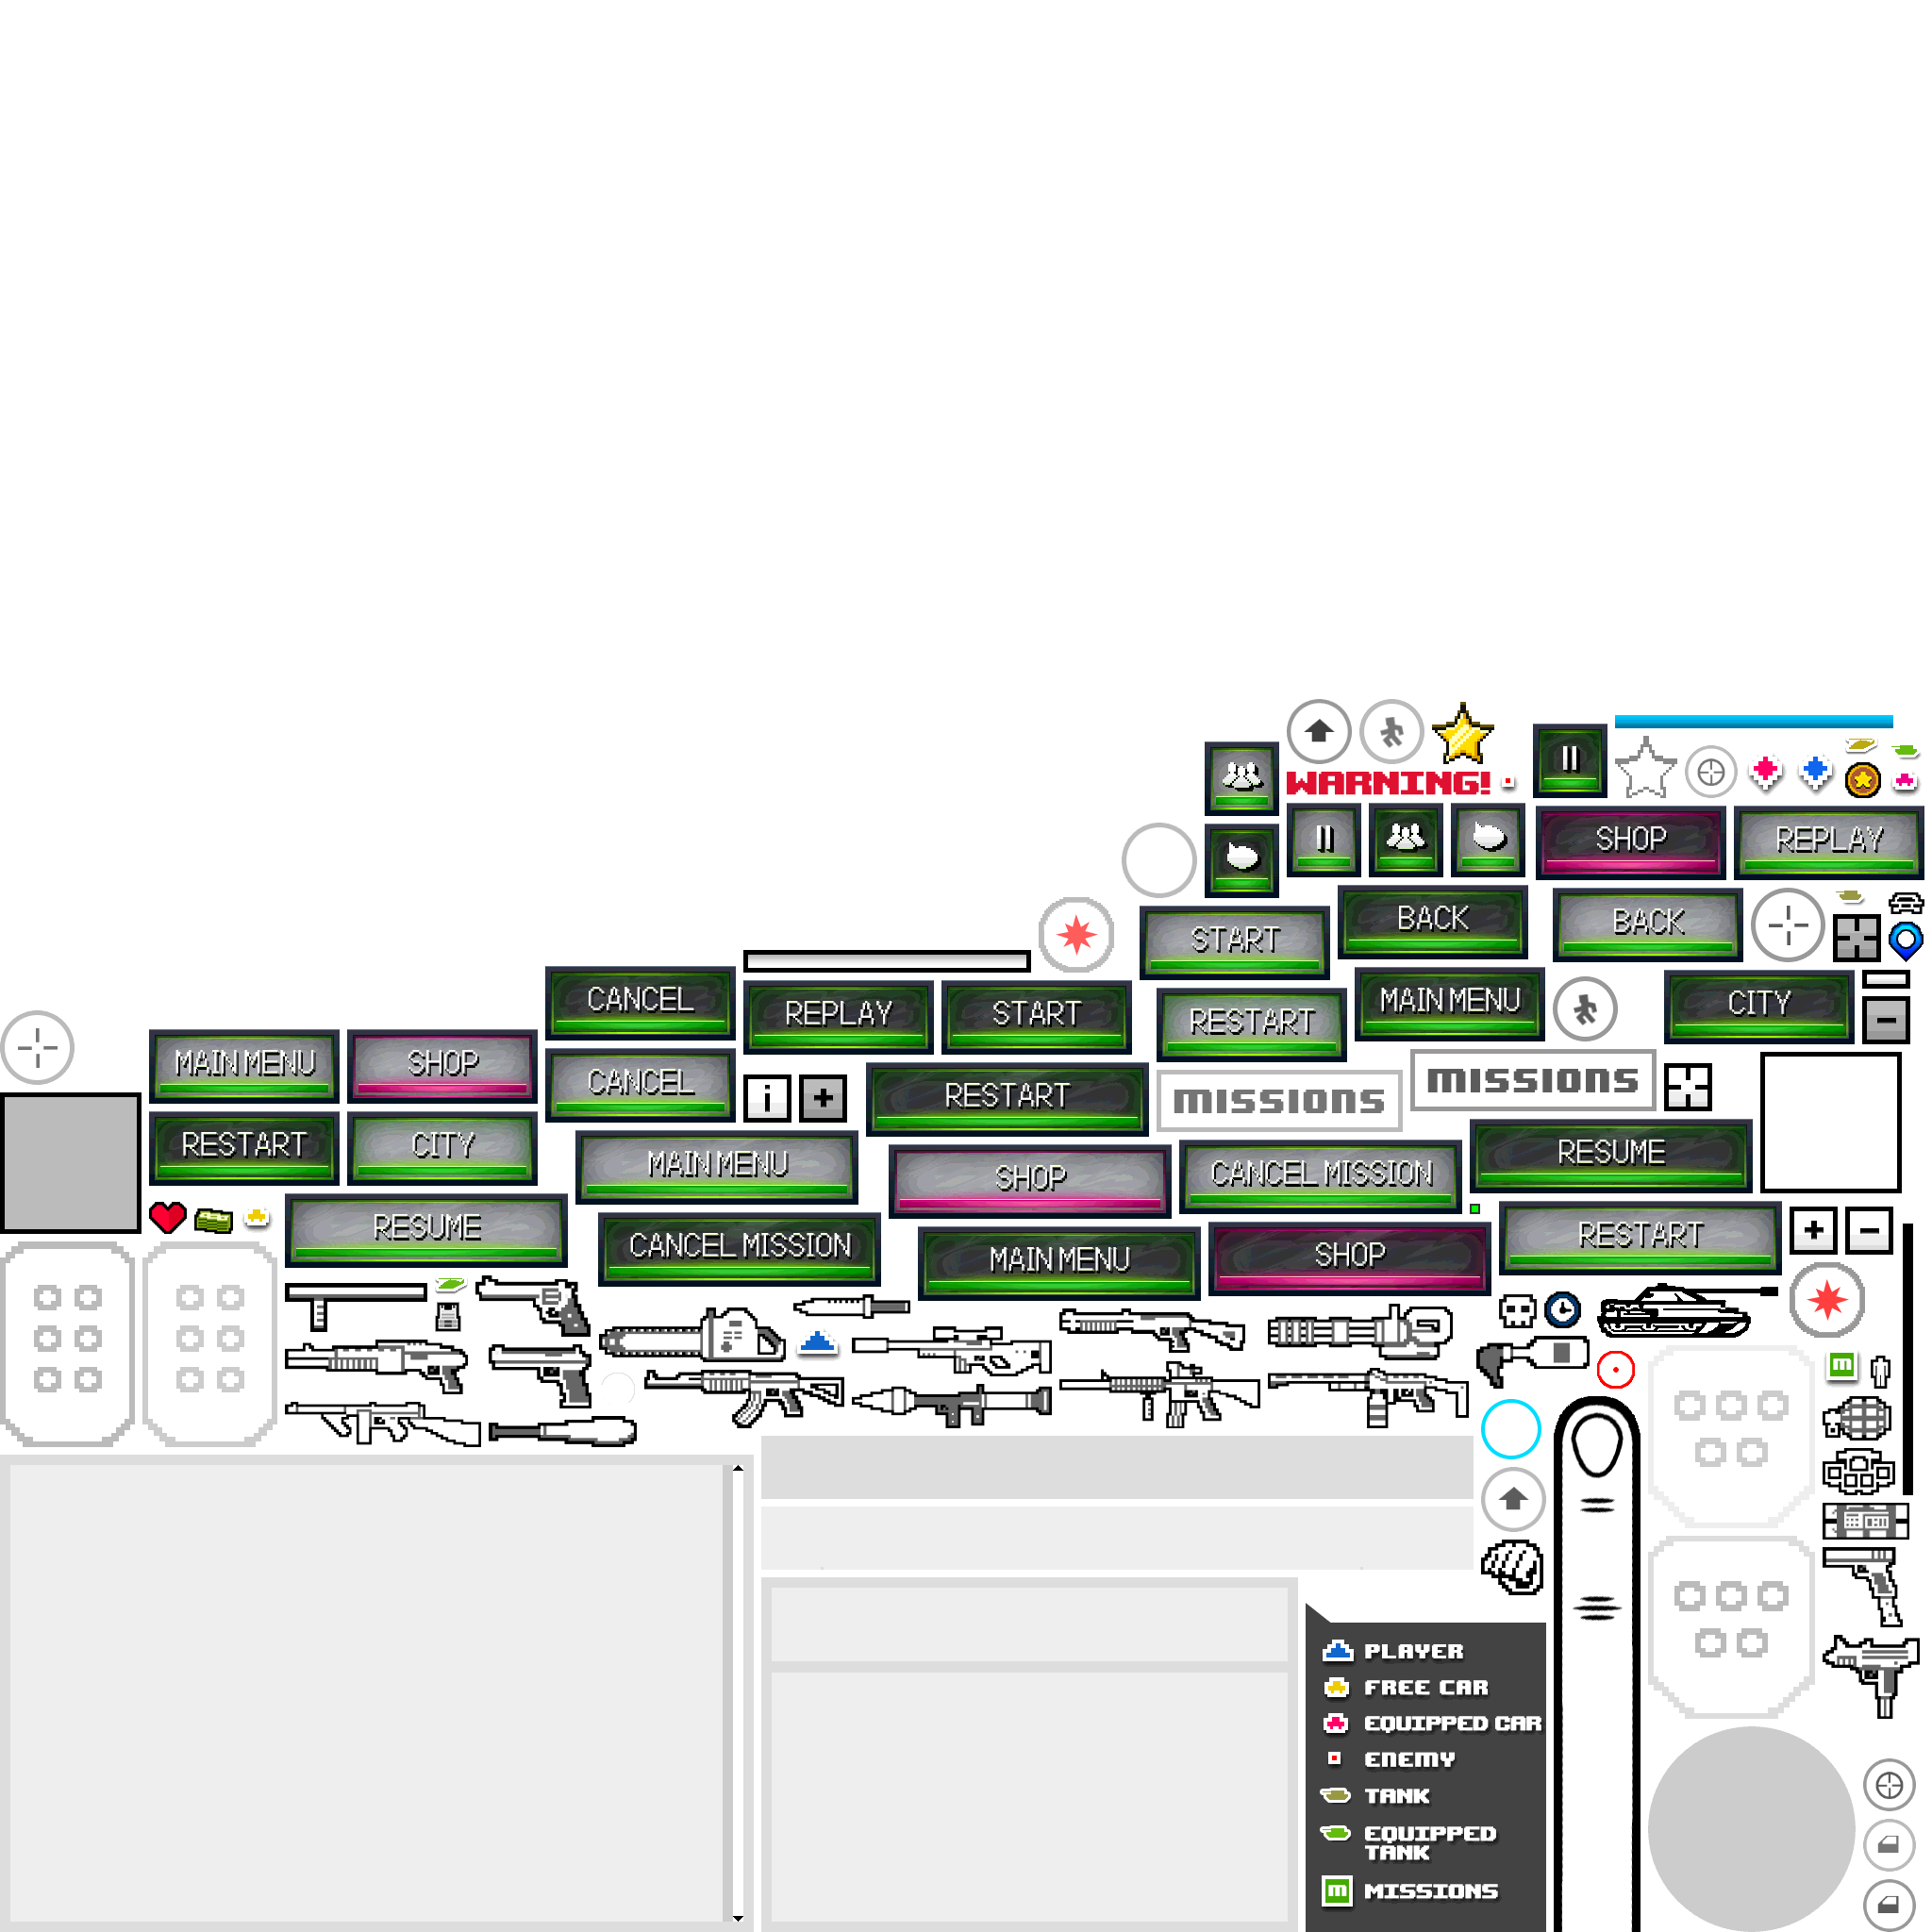 WARNING!
SHOP
REPLAY
BACK
BACK
START
CANCEL
REPLAY
START
RESTART
MAIN MENU
CITY
MAIN MENU
SHOP
CANCEL
i
+
-
RESTART
MISSIONS
MISSIONS
RESTART
CITY
MAIN MENU
SHOP
CANCEL MISSION
RESUME
RESUME
CANCEL MISSION
MAIN MENU
SHOP
RESTART
+
-
m
PLAYER
FREE CAR
EQUIPPED CAR
ENEMY
TANK
EQUIPPED
TANK
m MISSIONS